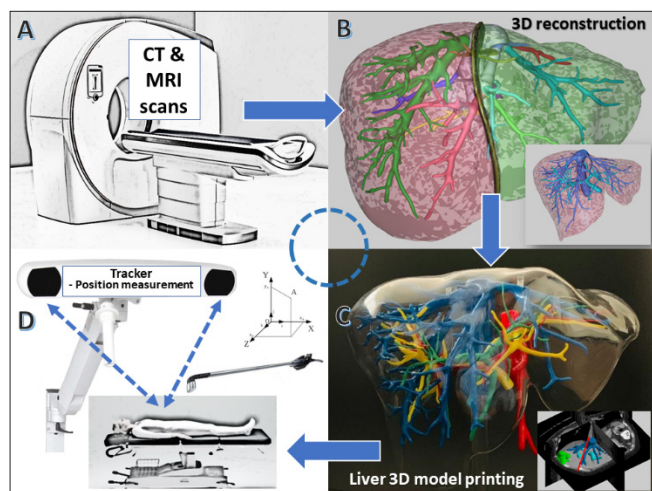 A
CT &
MRI
scans
B
3D reconstruction
Tracker
- Position measurement
D
Y
A
X
Z
C
Liver 3D model printing